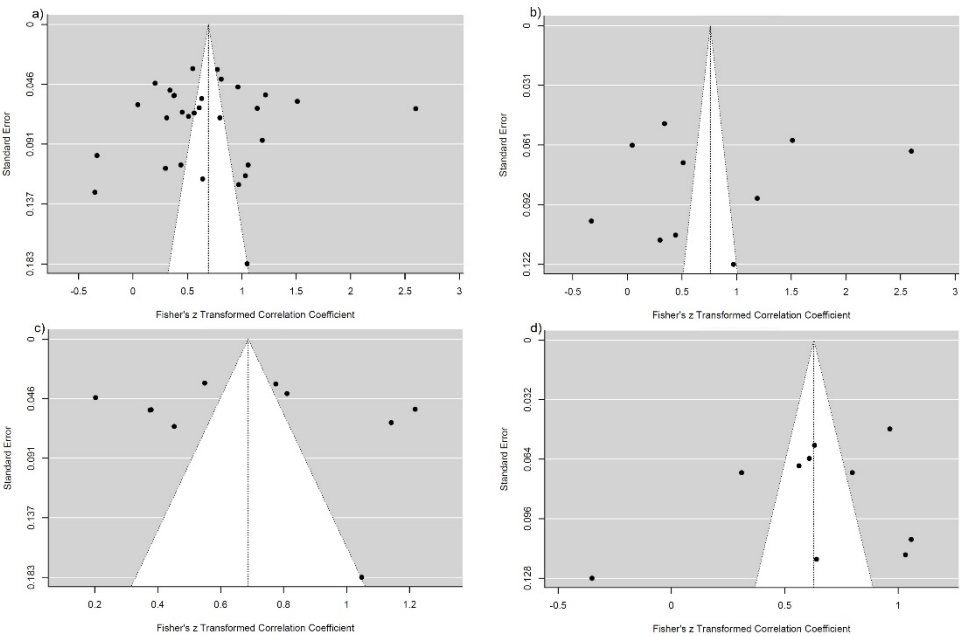 a)
Standard Error
0
0.046
0.091
0.137
0.183
-0.5 0 0.5 1 1.5 2 2.5 3
Fisher's z Transformed Correlation Coefficient
b)
Standard Error
0
0.031
0.061
0.092
0.122
-0.5 0 0.5 1 1.5 2 2.5 3
Fisher's z Transformed Correlation Coefficient
c)
Standard Error
0
0.046
0.091
0.137
0.183
0.2 0.4 0.6 0.8 1 1.2
Fisher's z Transformed Correlation Coefficient
d)
Standard Error
0
0.032
0.064
0.096
0.128
-0.5 0 0.5 1
Fisher's z Transformed Correlation Coefficient